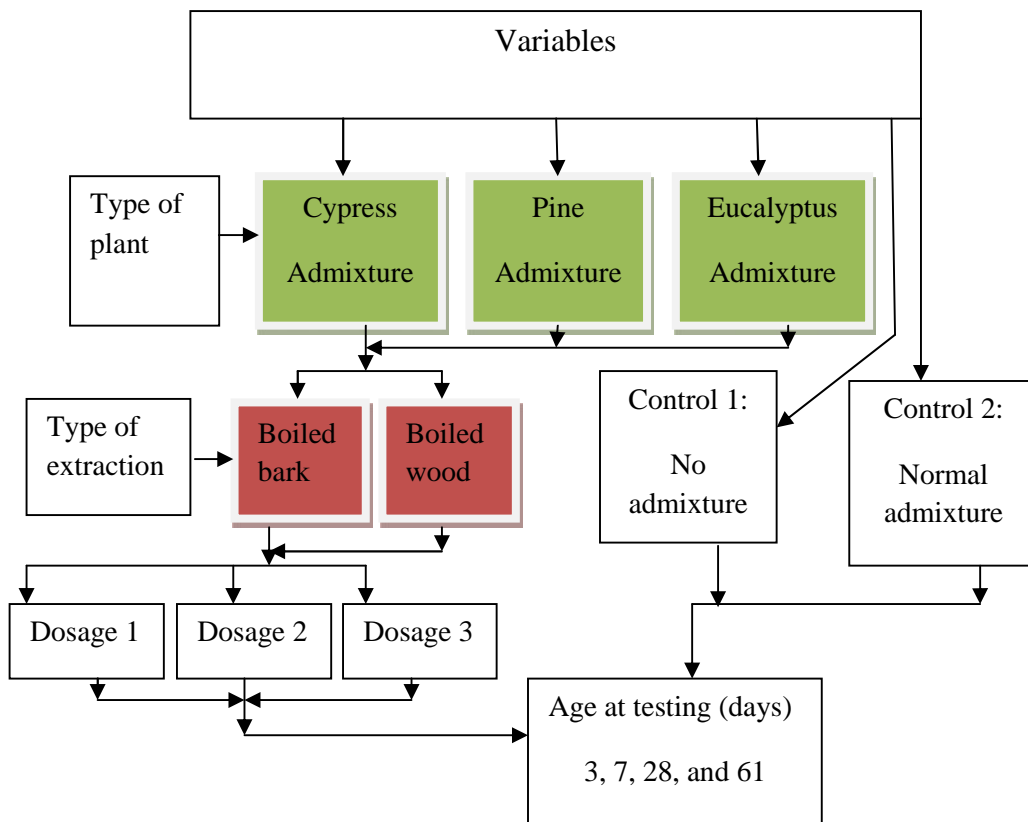 Variables
Type of
plant
Cypress
Admixture
Pine
Admixture
Eucalyptus
Admixture
Type of
extraction
Boiled
bark
Boiled
wood
Control 1:
No
admixture
Control 2:
Normal
admixture
Dosage 1
Dosage 2
Dosage 3
Age at testing (days)
3, 7, 28, and 61